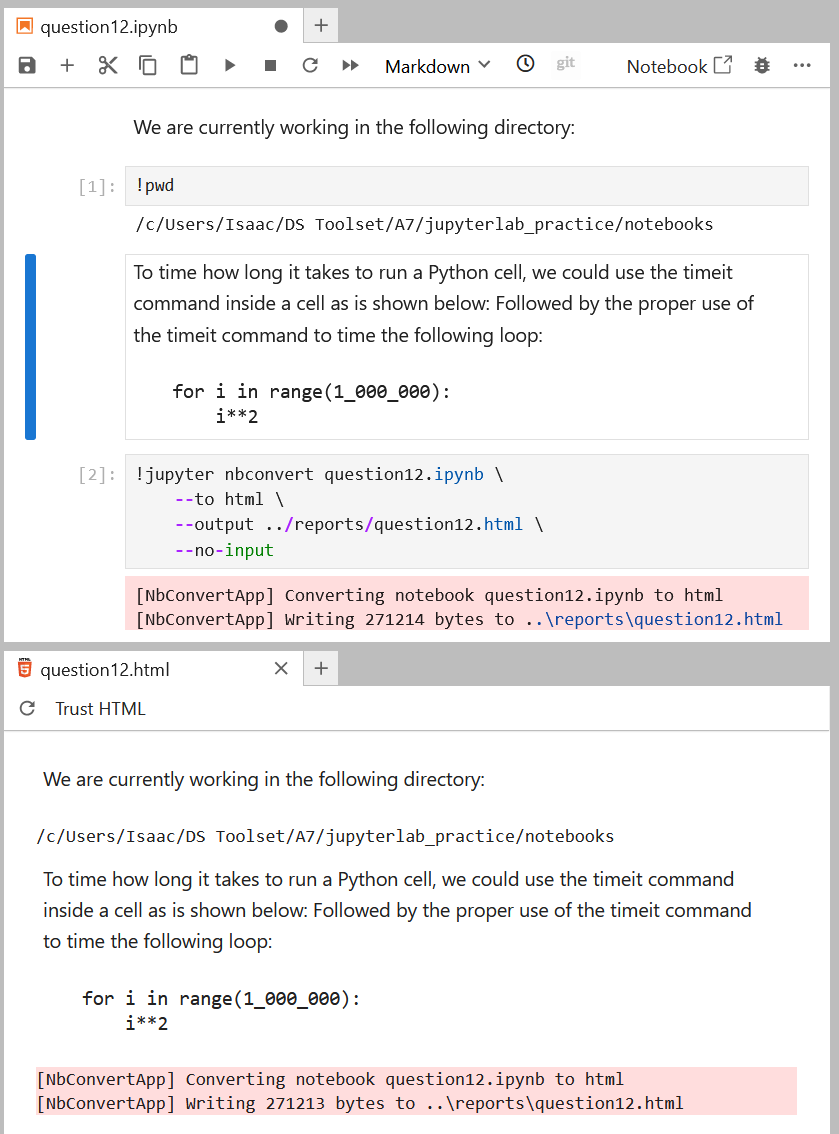 question12.ipynb
Markdown git Notebook
We are currently working in the following directory:
[1]: !pwd
/c/Users/Isaac/DS Toolset/A7/jupyterlab_practice/notebooks
To time how long it takes to run a Python cell, we could use the timeit
command inside a cell as is shown below: Followed by the proper use of
the timeit command to time the following loop:
for i in range(1_000_000):
    i**2
[2]: !jupyter nbconvert question12.ipynb \
    --to html \
    --output ../reports/question12.html \
    --no-input
[NbConvertApp] Converting notebook question12.ipynb to html
[NbConvertApp] Writing 271214 bytes to ..\reports\question12.html
question12.html
Trust HTML
We are currently working in the following directory:
/c/Users/Isaac/DS Toolset/A7/jupyterlab_practice/notebooks
To time how long it takes to run a Python cell, we could use the timeit command
inside a cell as is shown below: Followed by the proper use of the timeit command
to time the following loop:
for i in range(1_000_000):
    i**2
[NbConvertApp] Converting notebook question12.ipynb to html
[NbConvertApp] Writing 271213 bytes to ..\reports\question12.html